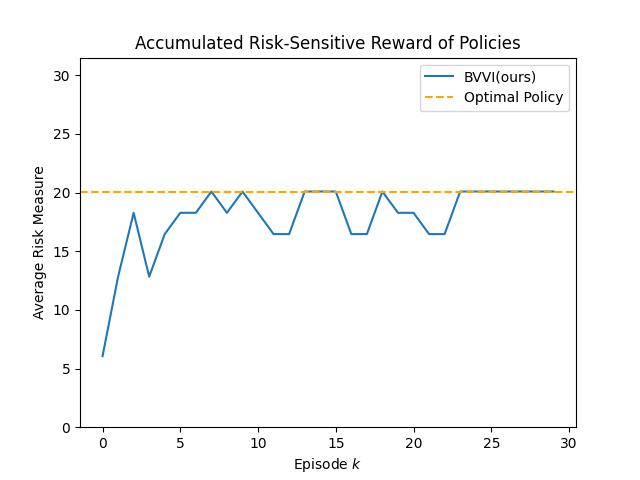 Accumulated Risk-Sensitive Reward of Policies
BVVI(ours)
Optimal Policy
30
25
20
15
10
5
0
Average Risk Measure
0 5 10 15 20 25 30
Episode k